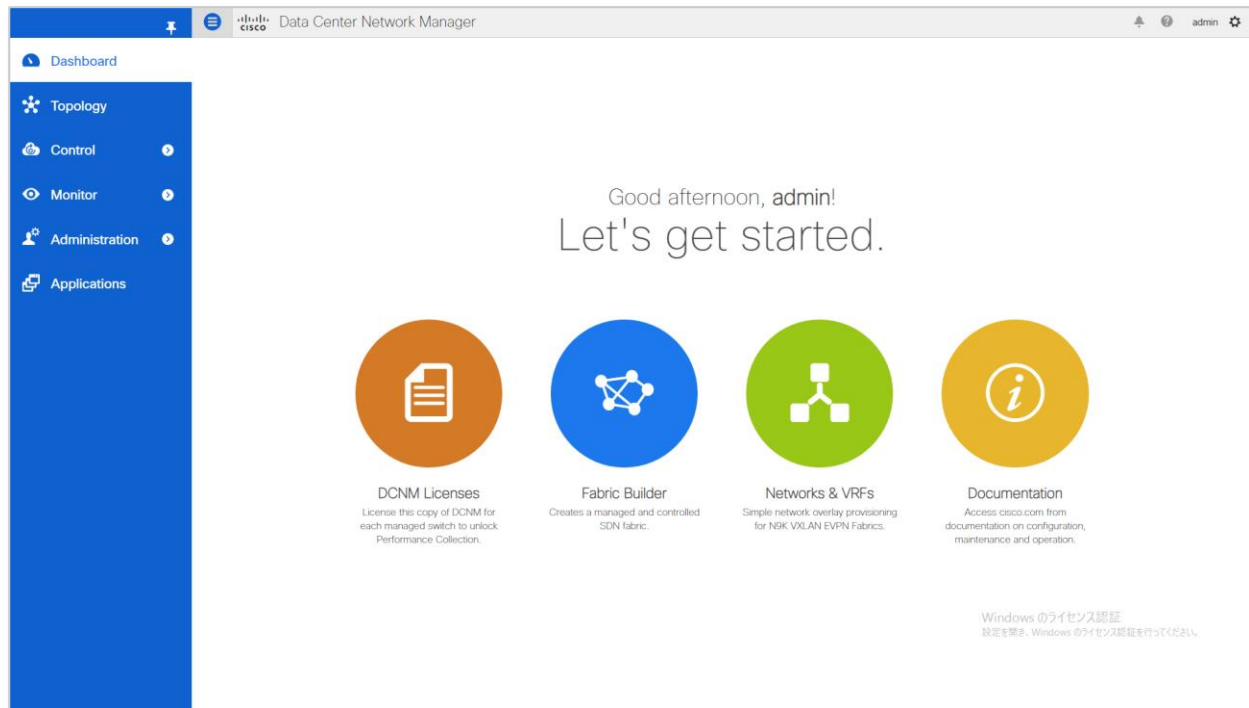 CISCO Data Center Network Manager
admin
Dashboard
Topology
Control
Monitor
Administration
Applications
Good afternoon, admin!
Let's get started.
DCNM Licenses
License this copy of DCNM for
each managed switch to unlock
Performance Collection.
Fabric Builder
Creates a managed and controlled
SDN fabric.
Networks & VRFs
Simple network overlay provisioning
for N9K VXLAN EVPN Fabrics.
Documentation
Access cisco.com from
documentation on configuration,
maintenance and operation.
Windows のライセンス認証
設定を開き、Windows のライセンス認証を行ってください。